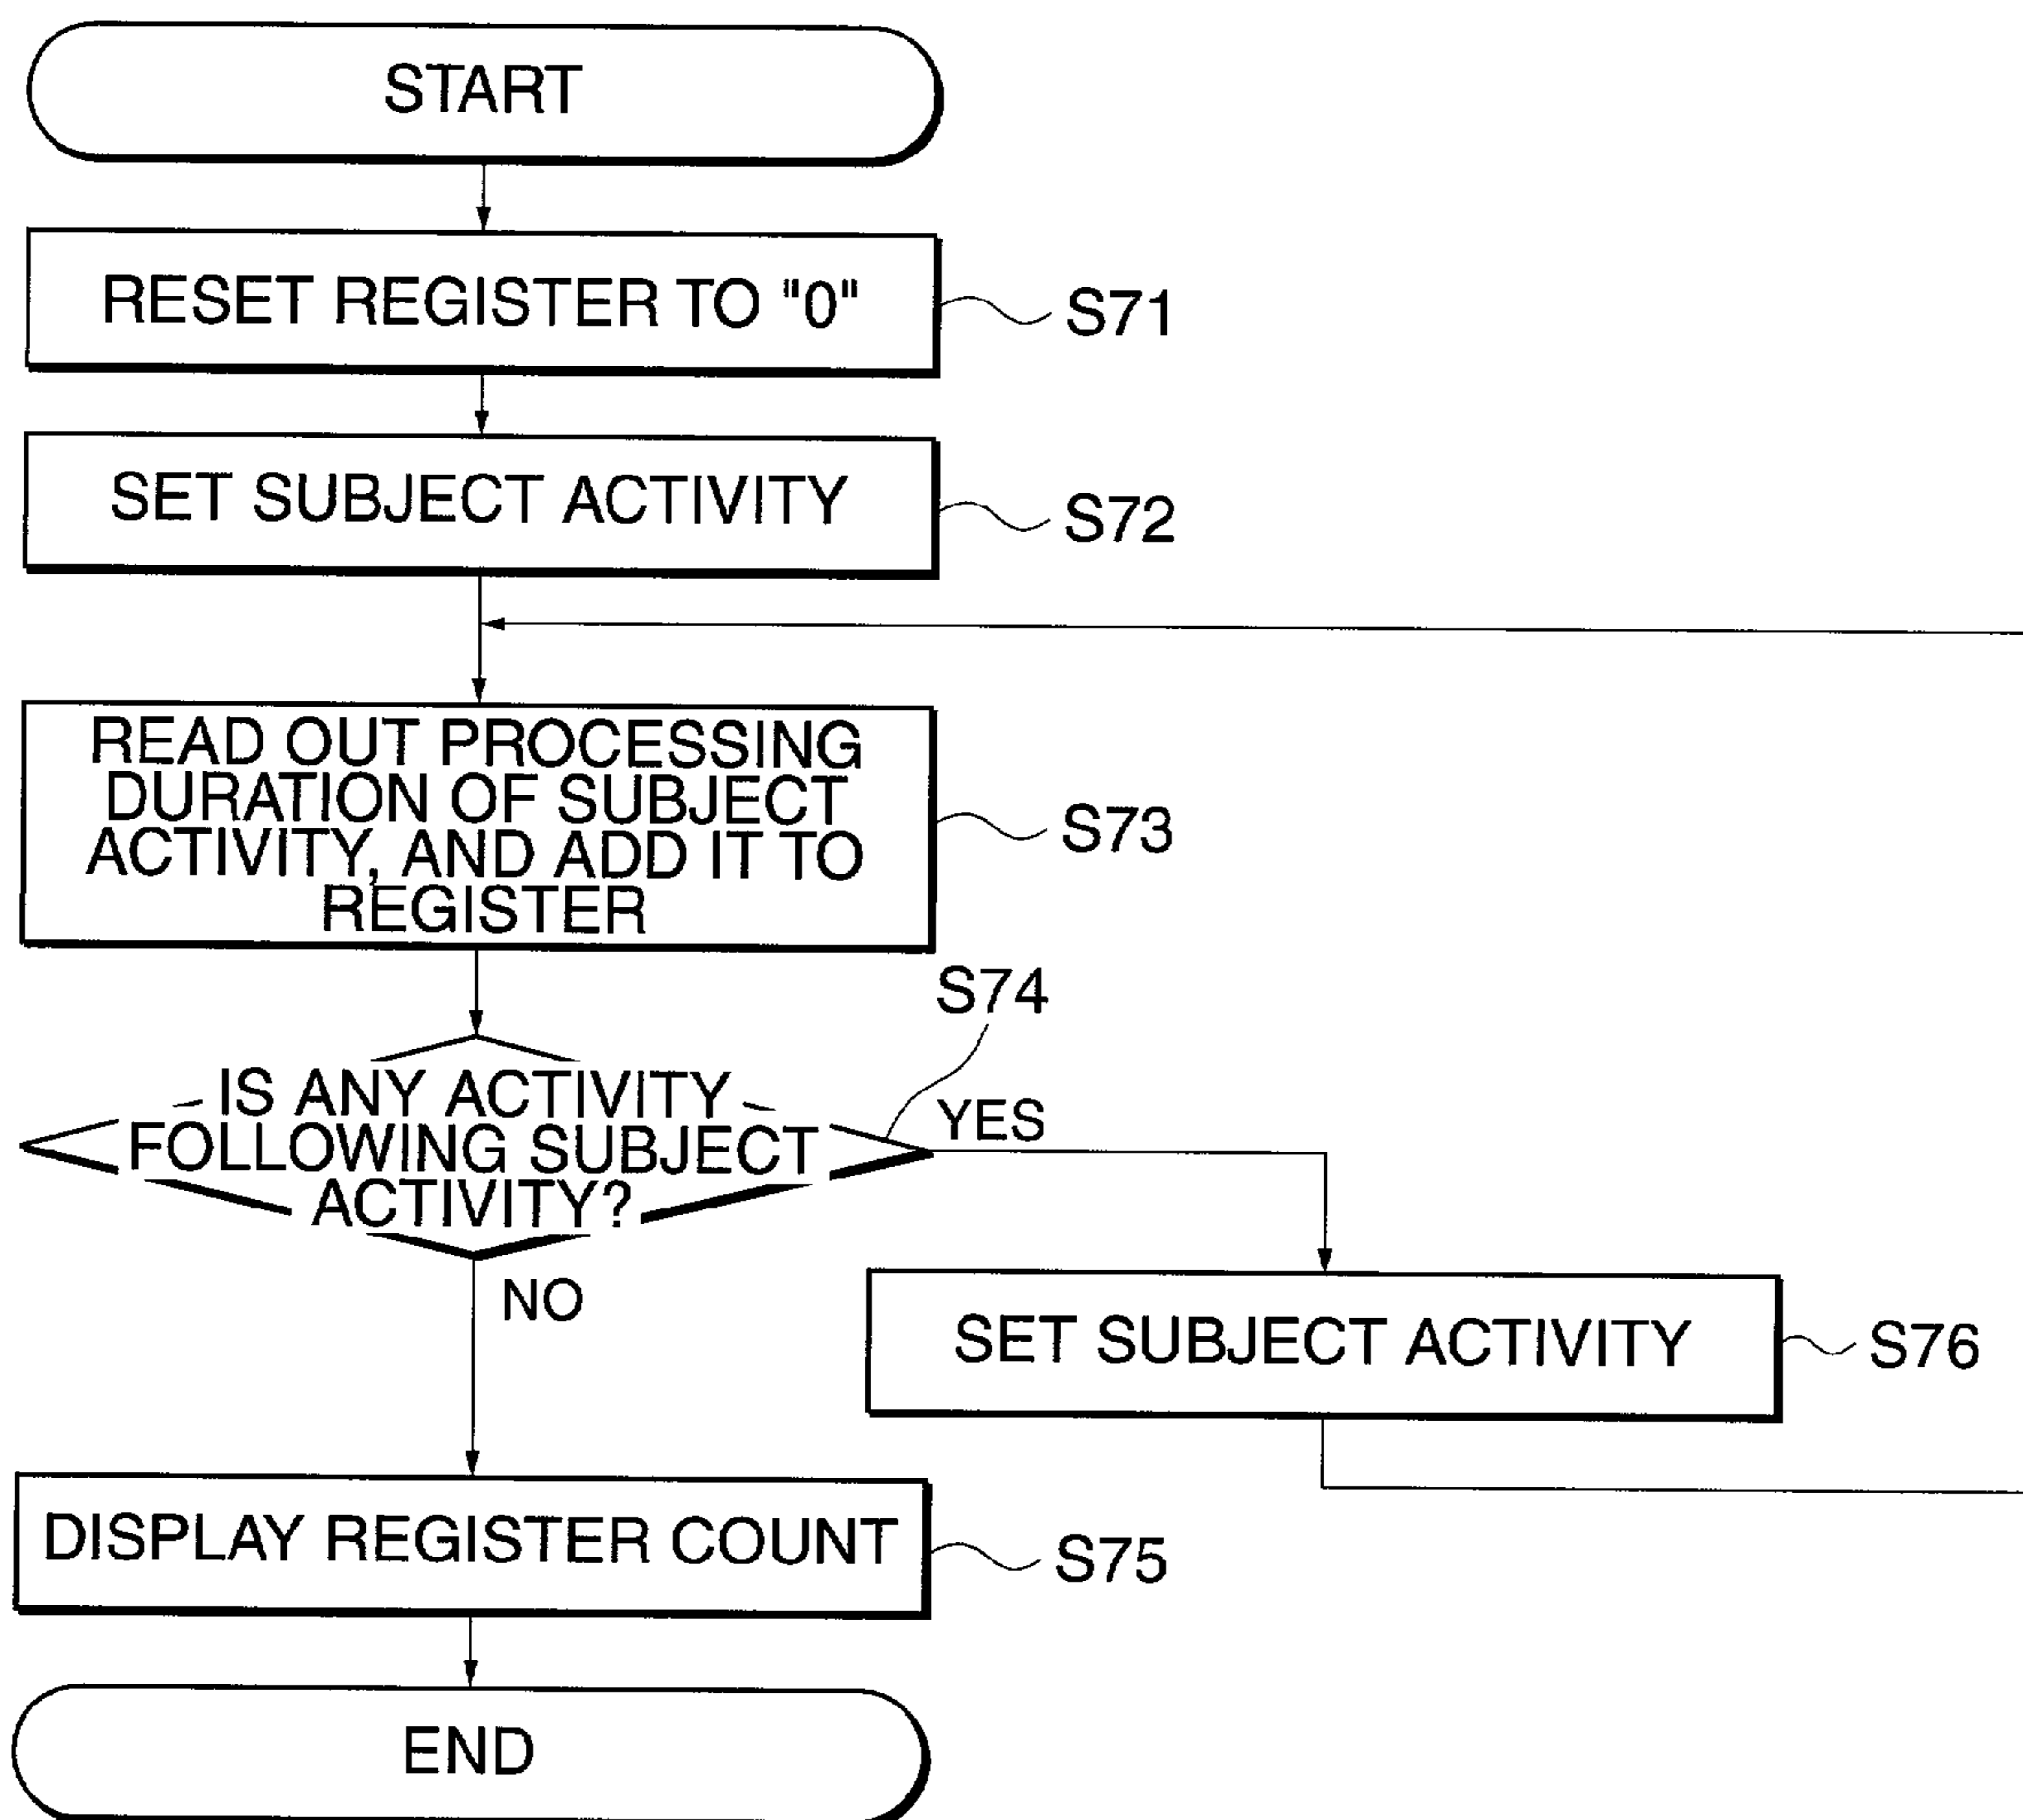 START
RESET REGISTER TO "0"
S71
SET SUBJECT ACTIVITY
S72
READ OUT PROCESSING
DURATION OF SUBJECT
ACTIVITY, AND ADD IT TO
REGISTER
S73
S74
IS ANY ACTIVITY
FOLLOWING SUBJECT
ACTIVITY?
YES
NO
SET SUBJECT ACTIVITY
S76
DISPLAY REGISTER COUNT
S75
END